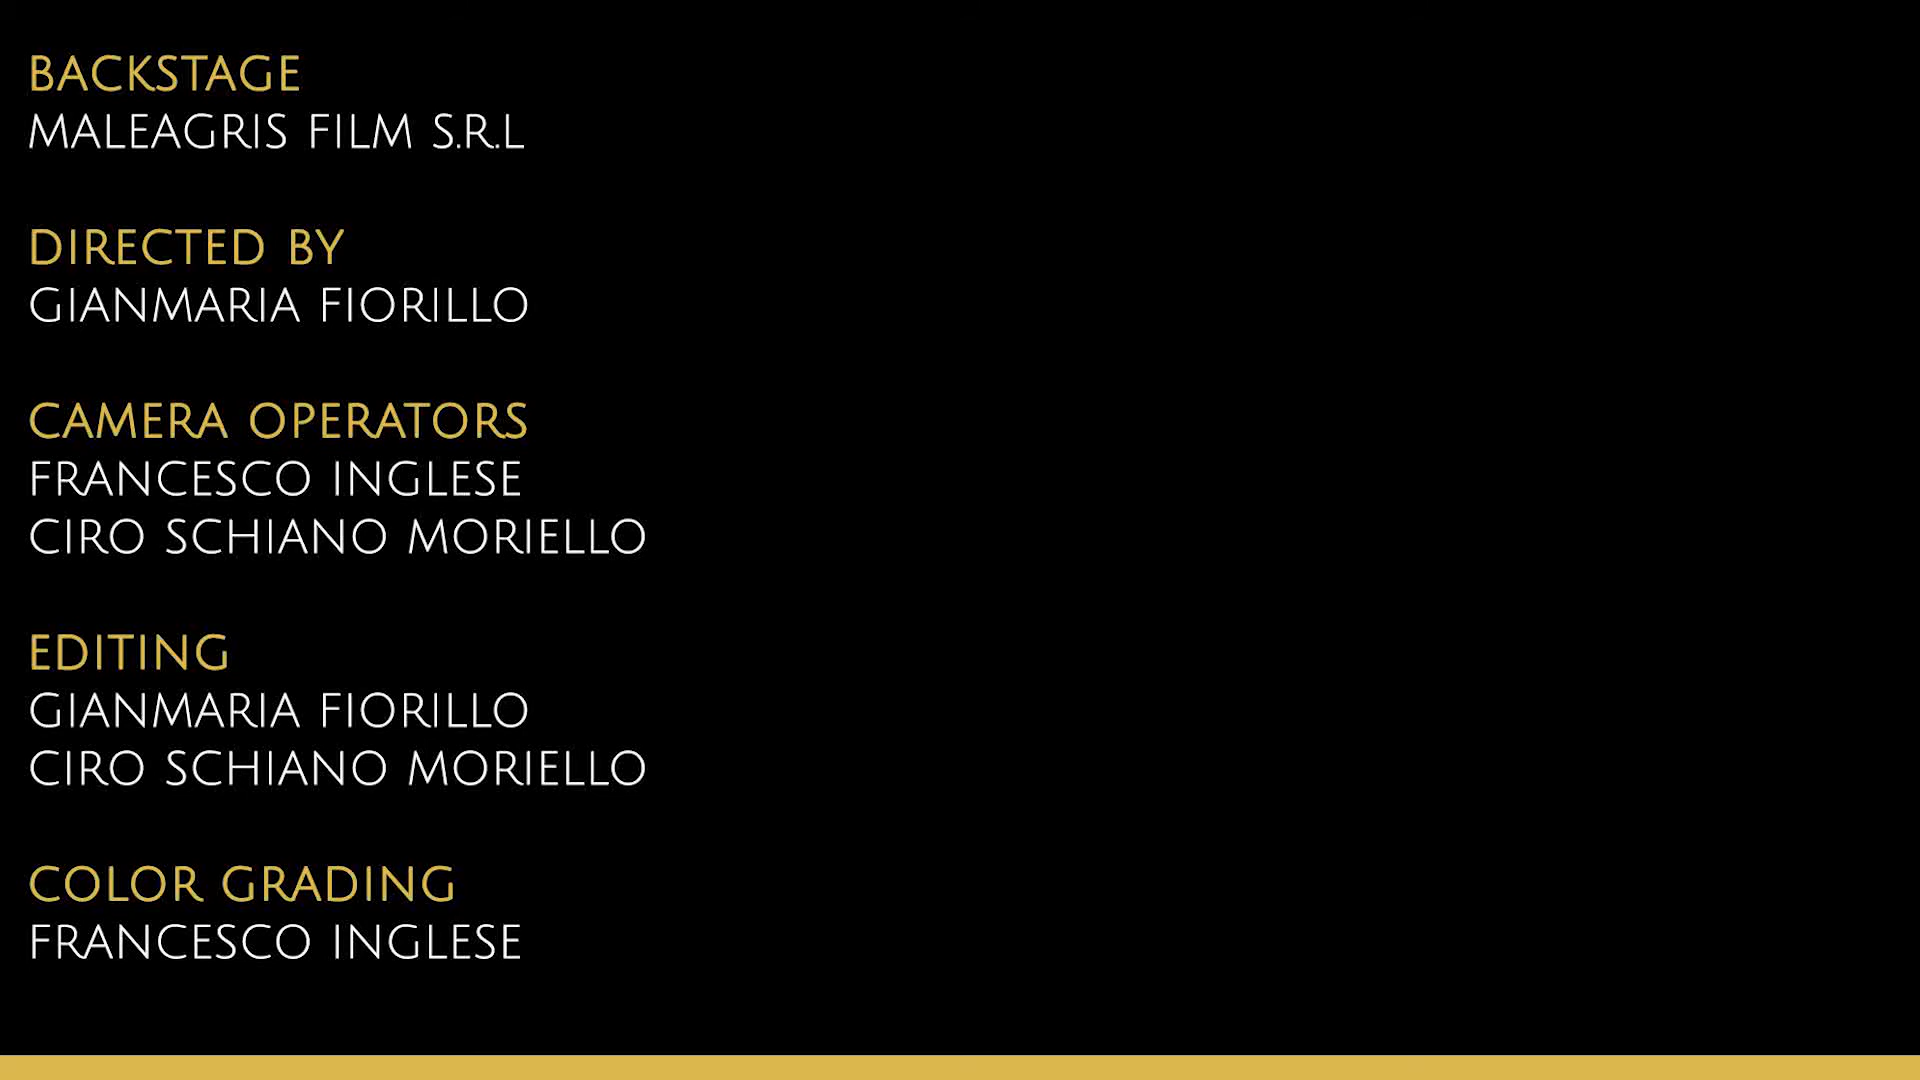 BACKSTAGE
MALEAGRIS FILM S.R.L
DIRECTED BY
GIANMARIA FIORILLO
CAMERA OPERATORS
FRANCESCO INGLESE
CIRO SCHIANO MORIELLO
EDITING
GIANMARIA FIORILLO
CIRO SCHIANO MORIELLO
COLOR GRADING
FRANCESCO INGLESE